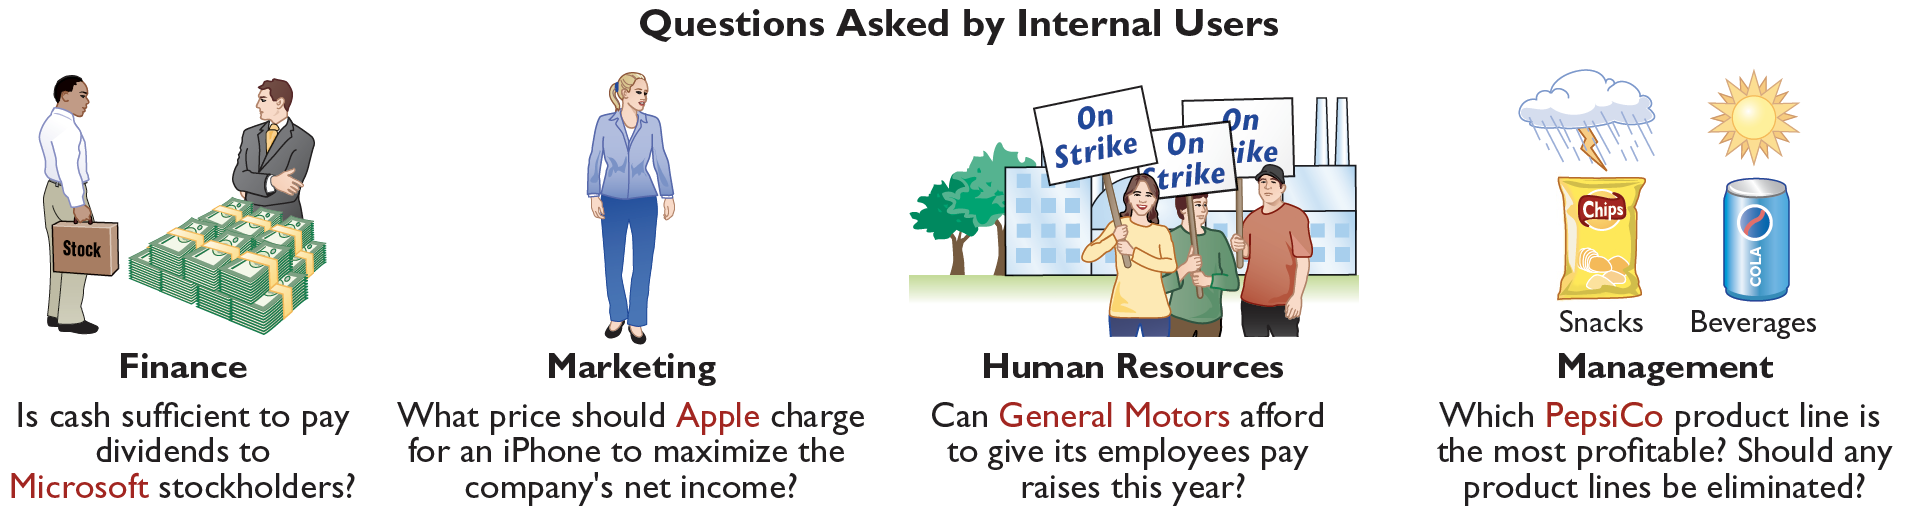 Questions Asked by Internal Users
Stock
Finance
Is cash sufficient to pay
dividends to
Microsoft stockholders?
Marketing
What price should Apple charge
for an iPhone to maximize the
company's net income?
On
Strike
On
Strike
On
rike
Human Resources
Can General Motors afford
to give its employees pay
raises this year?
Chips
COLA
Snacks
Beverages
Management
Which PepsiCo product line is
the most profitable? Should any
product lines be eliminated?